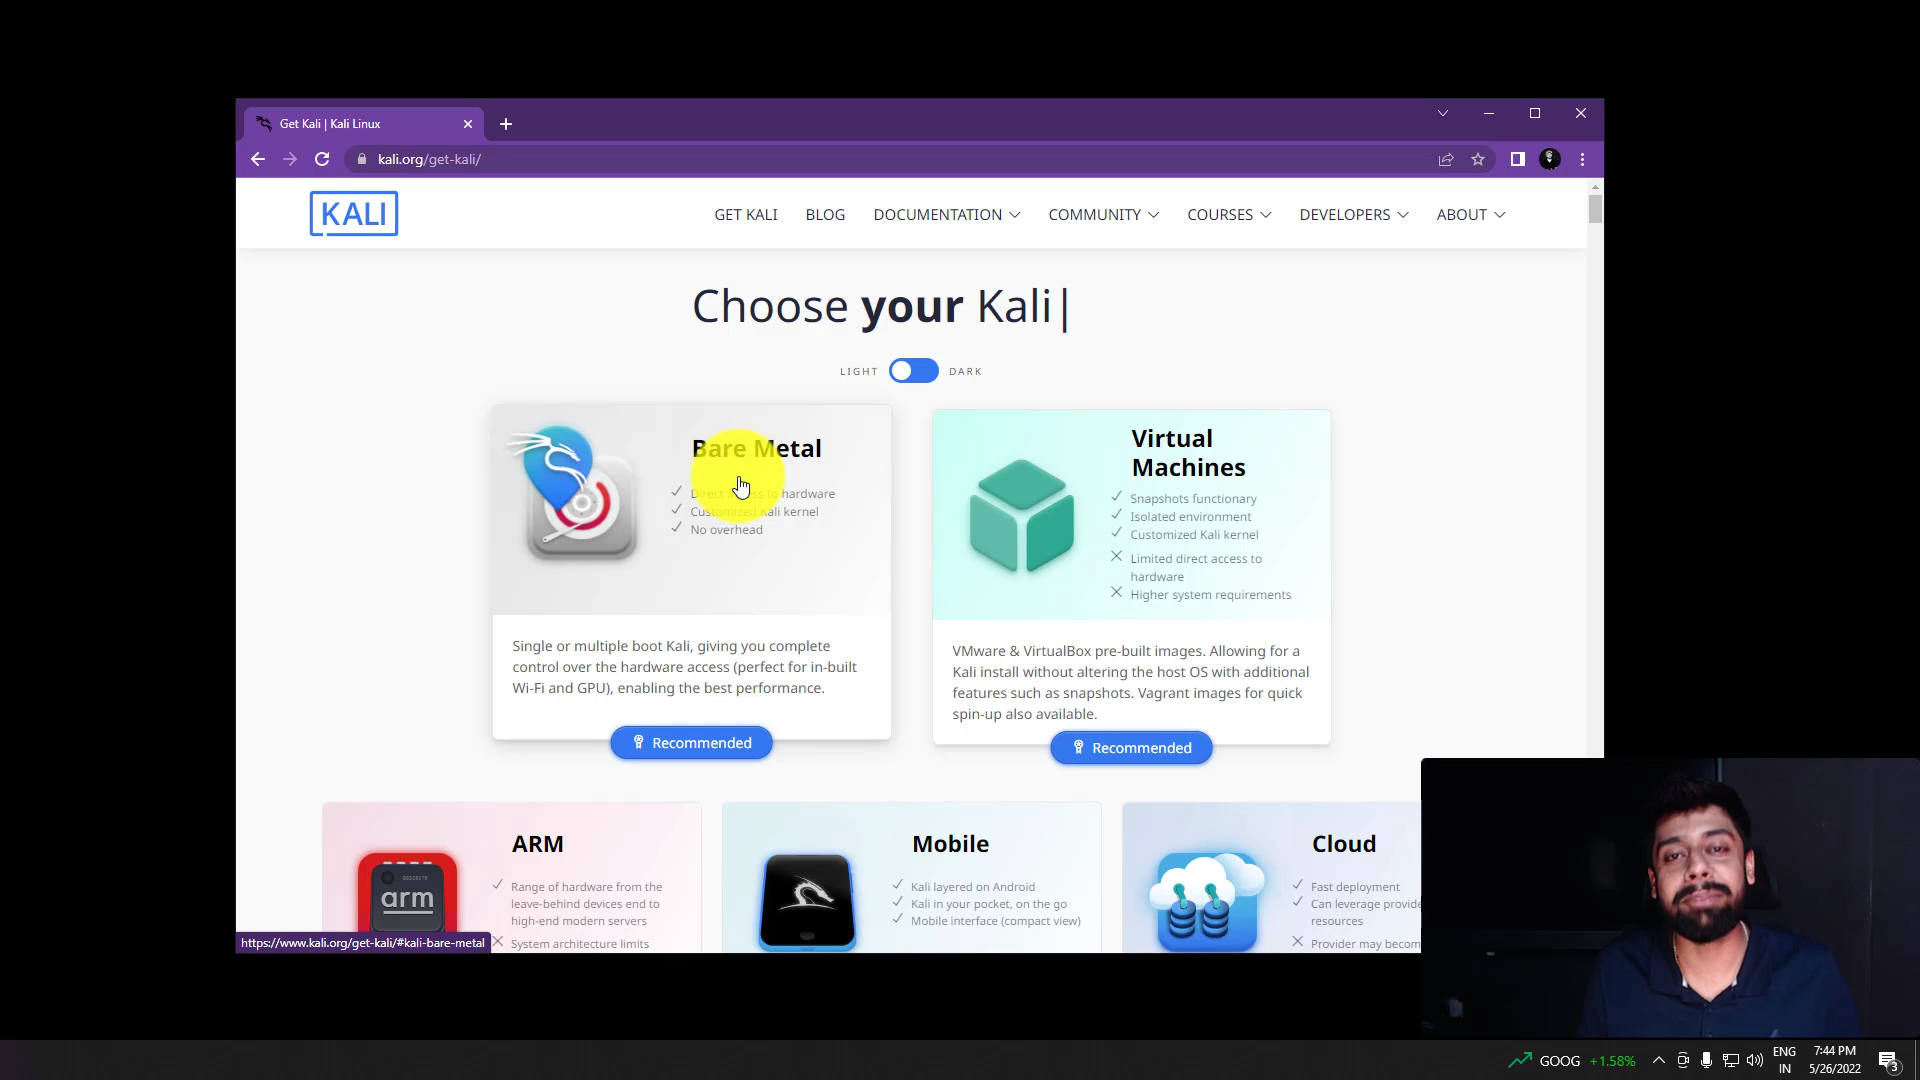 Get Kali | Kali Linux
kali.org/get-kali/
KALI
GET KALI BLOG DOCUMENTATION COMMUNITY COURSES DEVELOPERS ABOUT
Choose your Kali|
LIGHT DARK
Bare Metal
Direct access to hardware
Customized Kali kernel
No overhead
Single or multiple boot Kali, giving you complete
control over the hardware access (perfect for in-built
Wi-Fi and GPU), enabling the best performance.
Recommended
Virtual
Machines
Snapshots functionary
Isolated environment
Customized Kali kernel
Limited direct access to
hardware
Higher system requirements
VMware & VirtualBox pre-built images. Allowing for a
Kali install without altering the host OS with additional
features such as snapshots. Vagrant images for quick
spin-up also available.
Recommended
ARM
arm
Range of hardware from the
leave-behind devices end to
high-end modern servers
System architecture limits
Mobile
Kali layered on Android
Kali in your pocket, on the go
Mobile interface (compact view)
Cloud
Fast deployment
Can leverage provide
resources
Provider may becom
https://www.kali.org/get-kali/#kali-bare-metal
GOOG +1.58%
ENG
IN
7:44 PM
5/26/2022
3